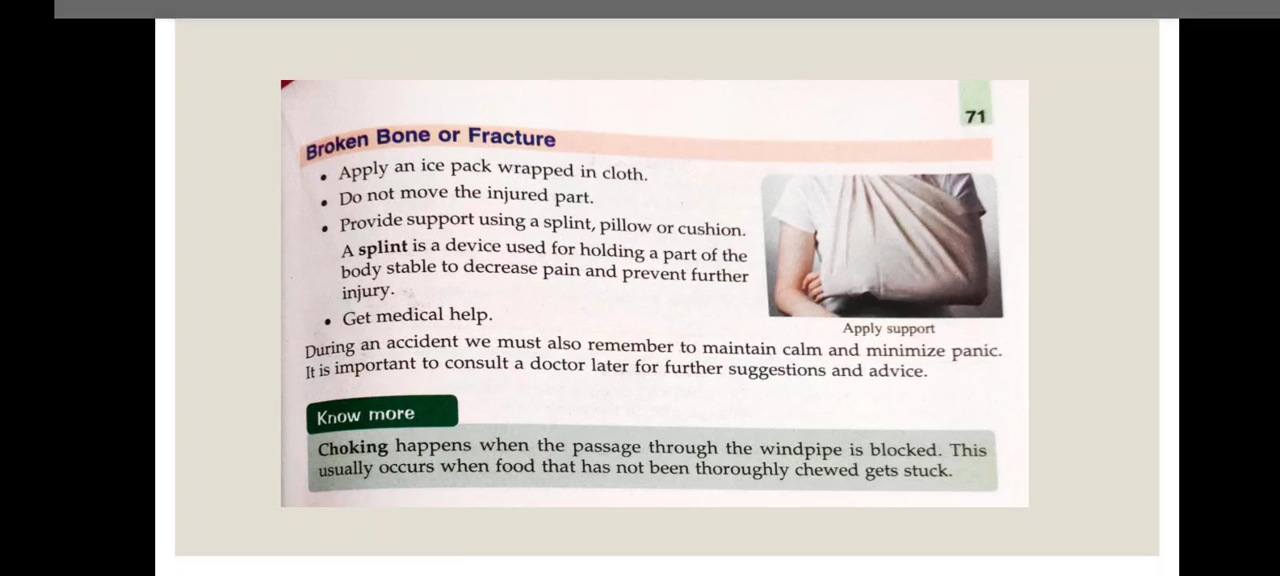 71
Broken Bone or Fracture
• Apply an ice pack wrapped in cloth.
• Do not move the injured part.
• Provide support using a splint, pillow or cushion.
A splint is a device used for holding a part of the
body stable to decrease pain and prevent further
injury.
• Get medical help.
Apply support
During an accident we must also remember to maintain calm and minimize panic.
It is important to consult a doctor later for further suggestions and advice.
Know more
Choking happens when the passage through the windpipe is blocked. This
usually occurs when food that has not been thoroughly chewed gets stuck.